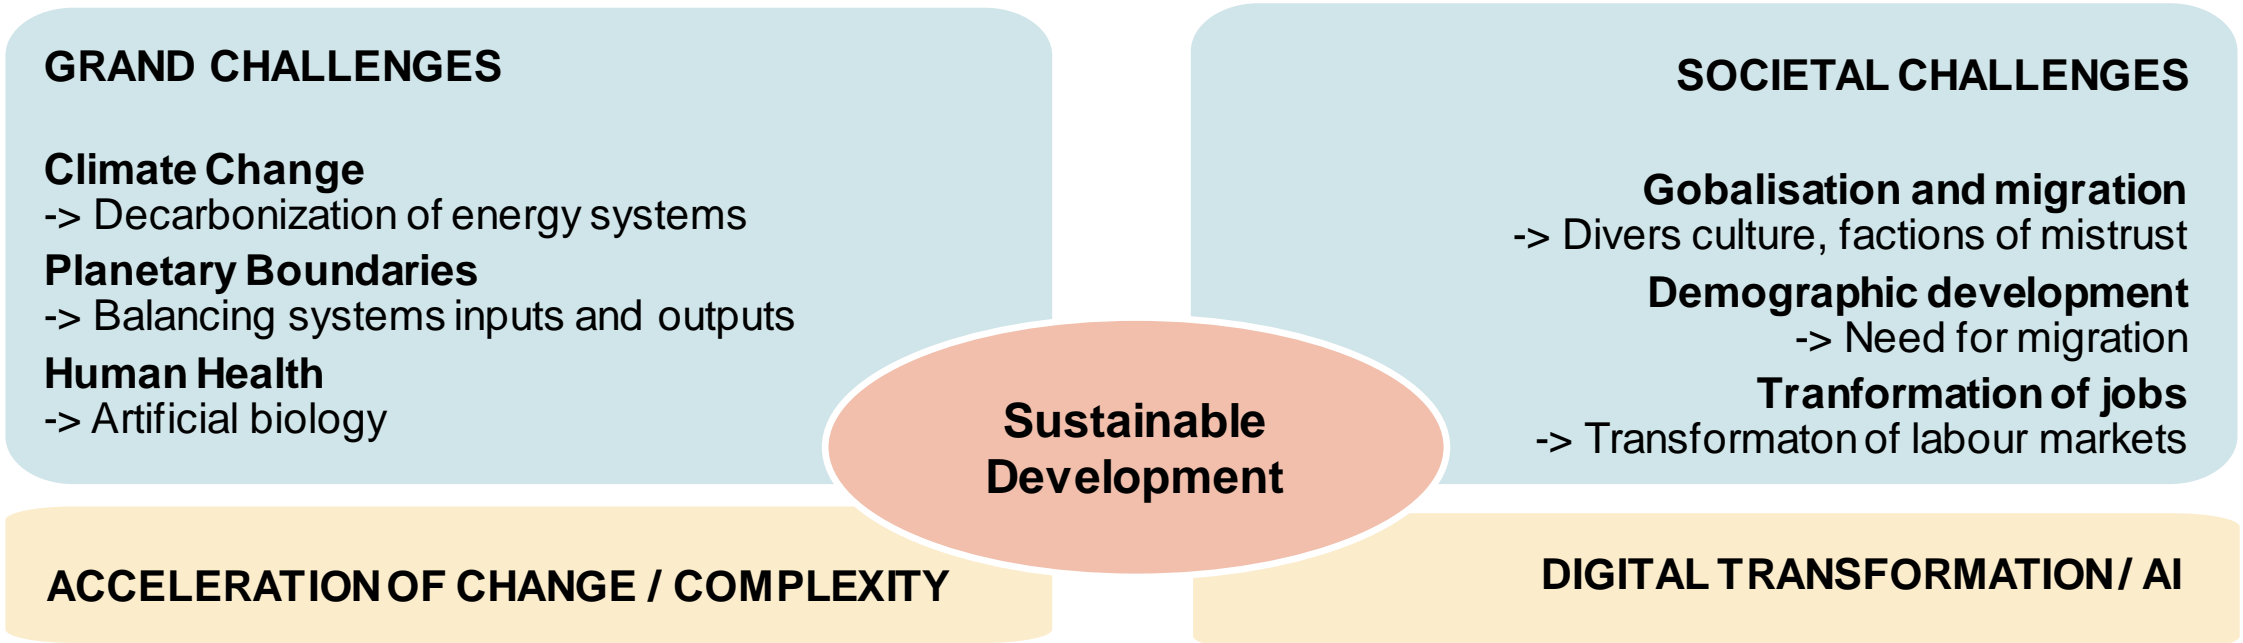 GRAND CHALLENGES
Climate Change
-> Decarbonization of energy systems
Planetary Boundaries
-> Balancing systems inputs and outputs
Human Health
-> Artificial biology
SOCIETAL CHALLENGES
Gobalisation and migration
-> Divers culture, factions of mistrust
Demographic development
-> Need for migration
Tranformation of jobs
-> Transformaton of labour markets
Sustainable
Development
ACCELERATION OF CHANGE / COMPLEXITY
DIGITAL TRANSFORMATION / AI